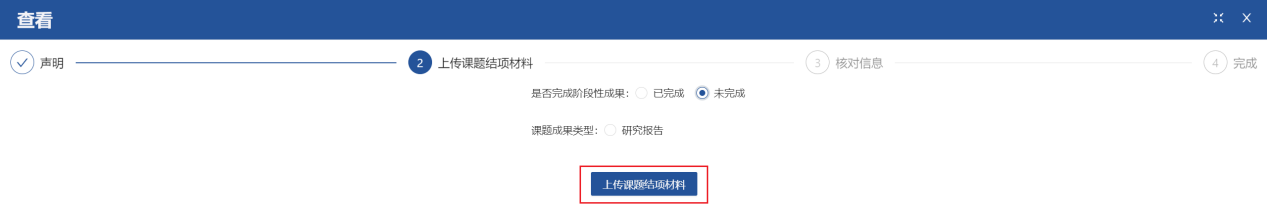 查看
声明 2 上传课题结项材料 3 核对信息 4 完成
是否完成阶段性成果: 已完成 未完成
课题成果类型: 研究报告
上传课题结项材料